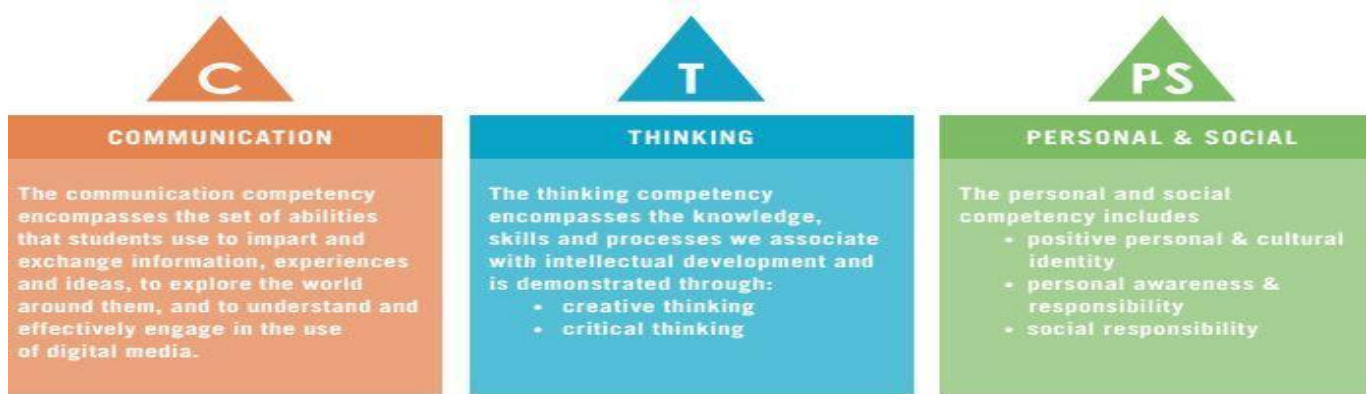 C
COMMUNICATION
The communication competency
encompasses the set of abilities
that students use to impart and
exchange information, experiences
and ideas, to explore the world
around them, and to understand and
effectively engage in the use
of digital media.
T
THINKING
The thinking competency
encompasses the knowledge,
skills and processes we associate
with intellectual development and
is demonstrated through:
• creative thinking
• critical thinking
PS
PERSONAL & SOCIAL
The personal and social
competency includes
• positive personal & cultural
identity
• personal awareness &
responsibility
• social responsibility